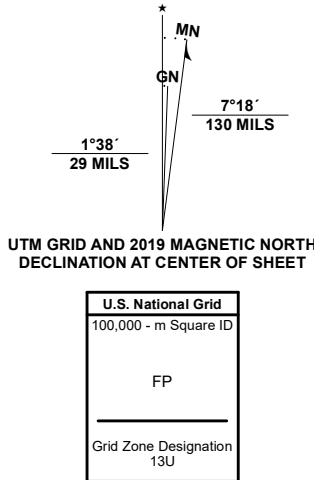 ★
MN
GN
7°18´
130 MILS
1°38´
29 MILS
UTM GRID AND 2019 MAGNETIC NORTH
DECLINATION AT CENTER OF SHEET
U.S. National Grid
100,000 - m Square ID
FP
Grid Zone Designation
13U